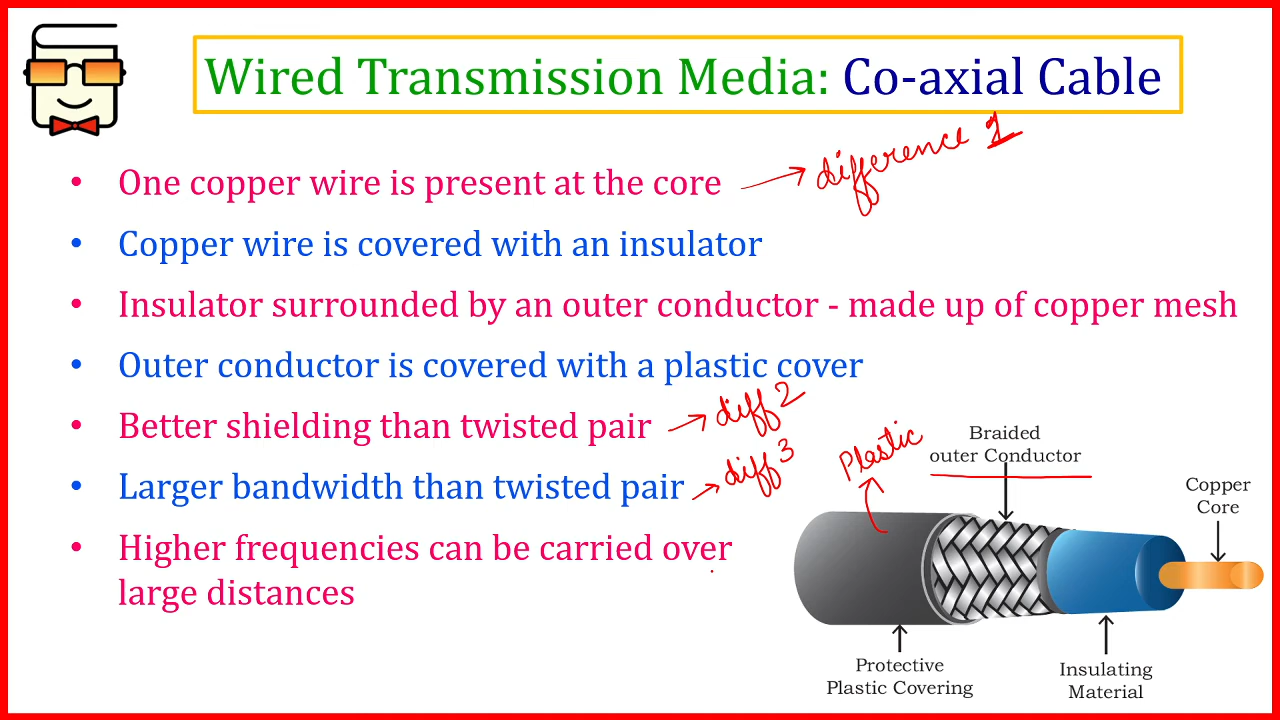 Wired Transmission Media: Co-axial Cable
• One copper wire is present at the core → difference 1
• Copper wire is covered with an insulator
• Insulator surrounded by an outer conductor - made up of copper mesh
• Outer conductor is covered with a plastic cover
• Better shielding than twisted pair → diff 2
• Larger bandwidth than twisted pair → diff 3
• Higher frequencies can be carried over
large distances
Plastic
Braided
outer Conductor
Copper
Core
Protective
Plastic Covering
Insulating
Material